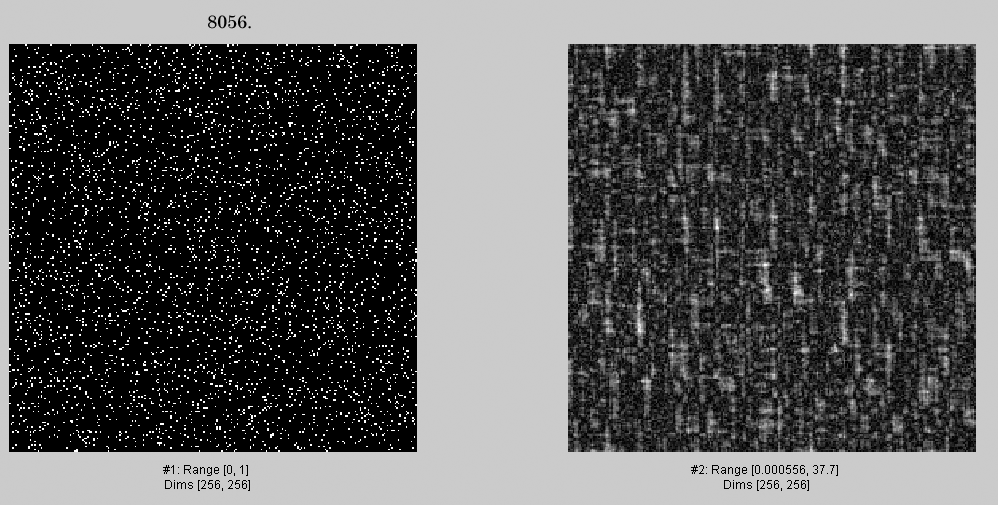 8056.
#1: Range [0, 1]
Dims [256, 256]
#2: Range [0.000556, 37.7]
Dims [256, 256]